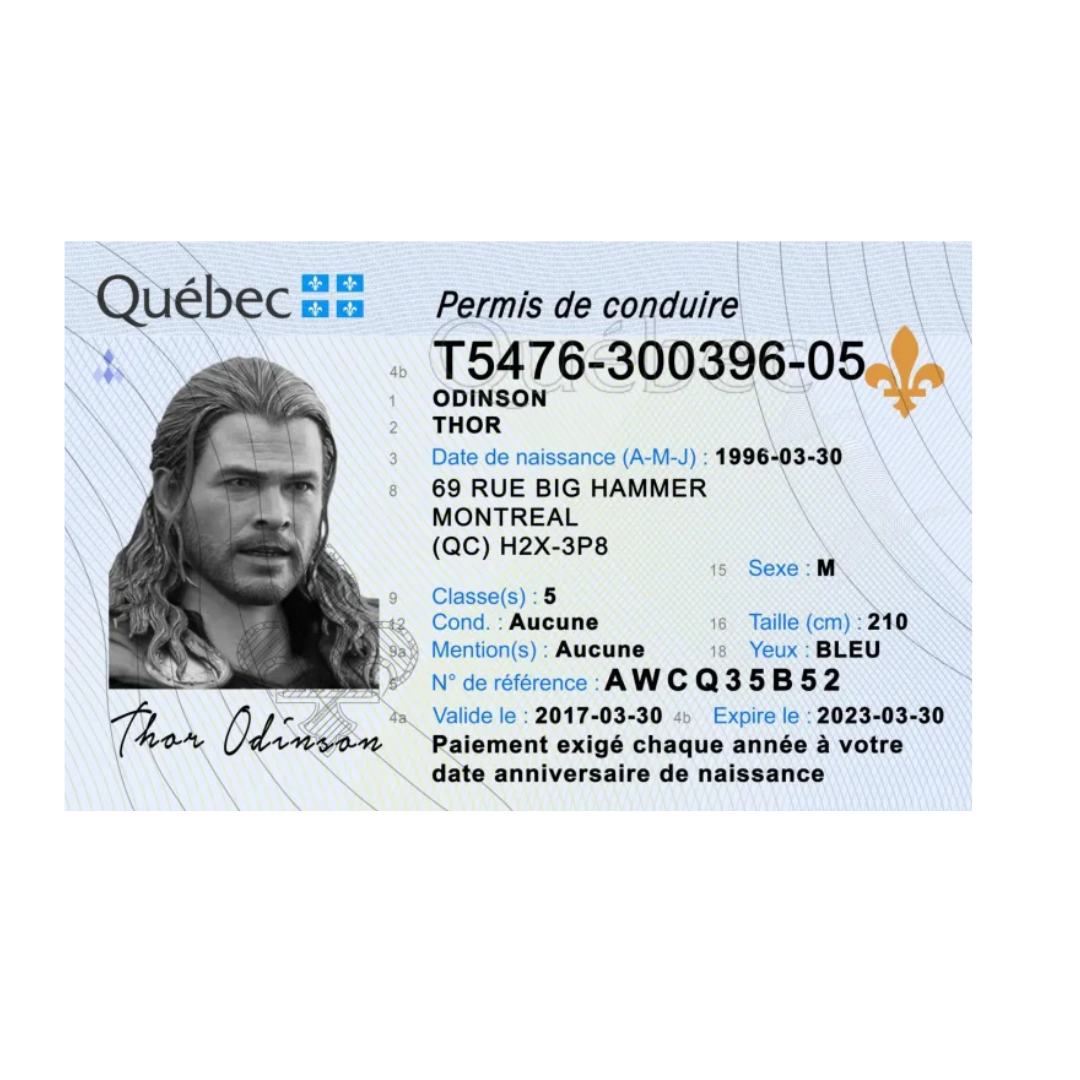 Québec
Permis de conduire
4b T5476-300396-05
1 ODINSON
2 THOR
3 Date de naissance (A-M-J) : 1996-03-30
8 69 RUE BIG HAMMER
MONTREAL
(QC) H2X-3P8
15 Sexe : M
9 Classe(s) : 5
12 Cond. : Aucune 16 Taille (cm) : 210
9a Mention(s) : Aucune 18 Yeux : BLEU
5 N° de référence : AWCQ35B52
4a Valide le : 2017-03-30 4b Expire le : 2023-03-30
Paiement exigé chaque année à votre
date anniversaire de naissance
Thor Odinson
Québec